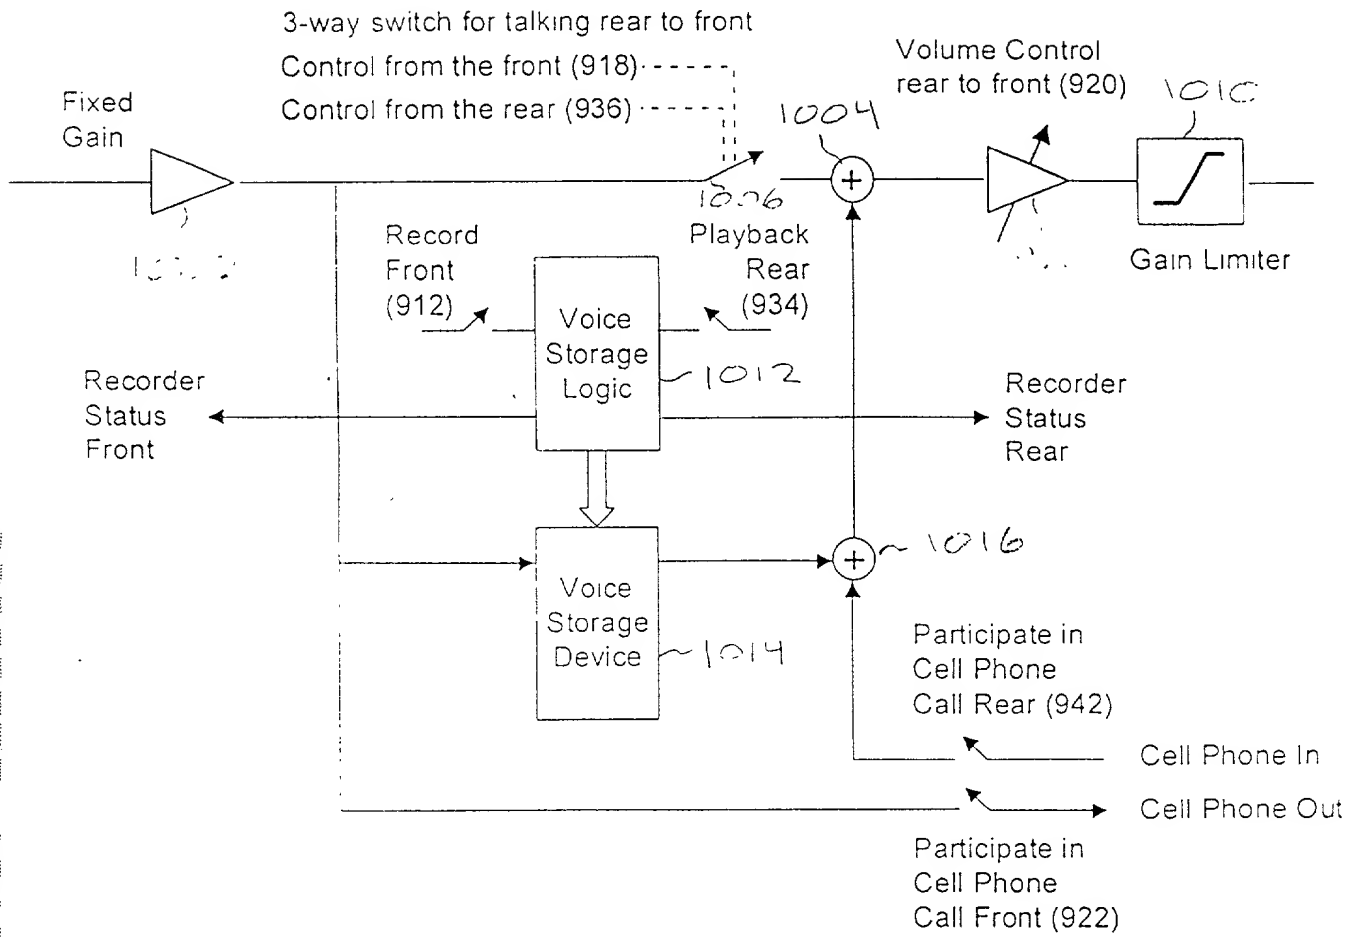 3-way switch for talking rear to front
Control from the front (918)
Control from the rear (936)
Volume Control
rear to front (920)
1010
Fixed
Gain
1004
+
1006
Record
Front
(912)
Playback
Rear
(934)
Gain Limiter
Voice
Storage
Logic
1012
Recorder
Status
Front
Recorder
Status
Rear
+
1016
Voice
Storage
Device
1014
Participate in
Cell Phone
Call Rear (942)
Cell Phone In
Cell Phone Out
Participate in
Cell Phone
Call Front (922)